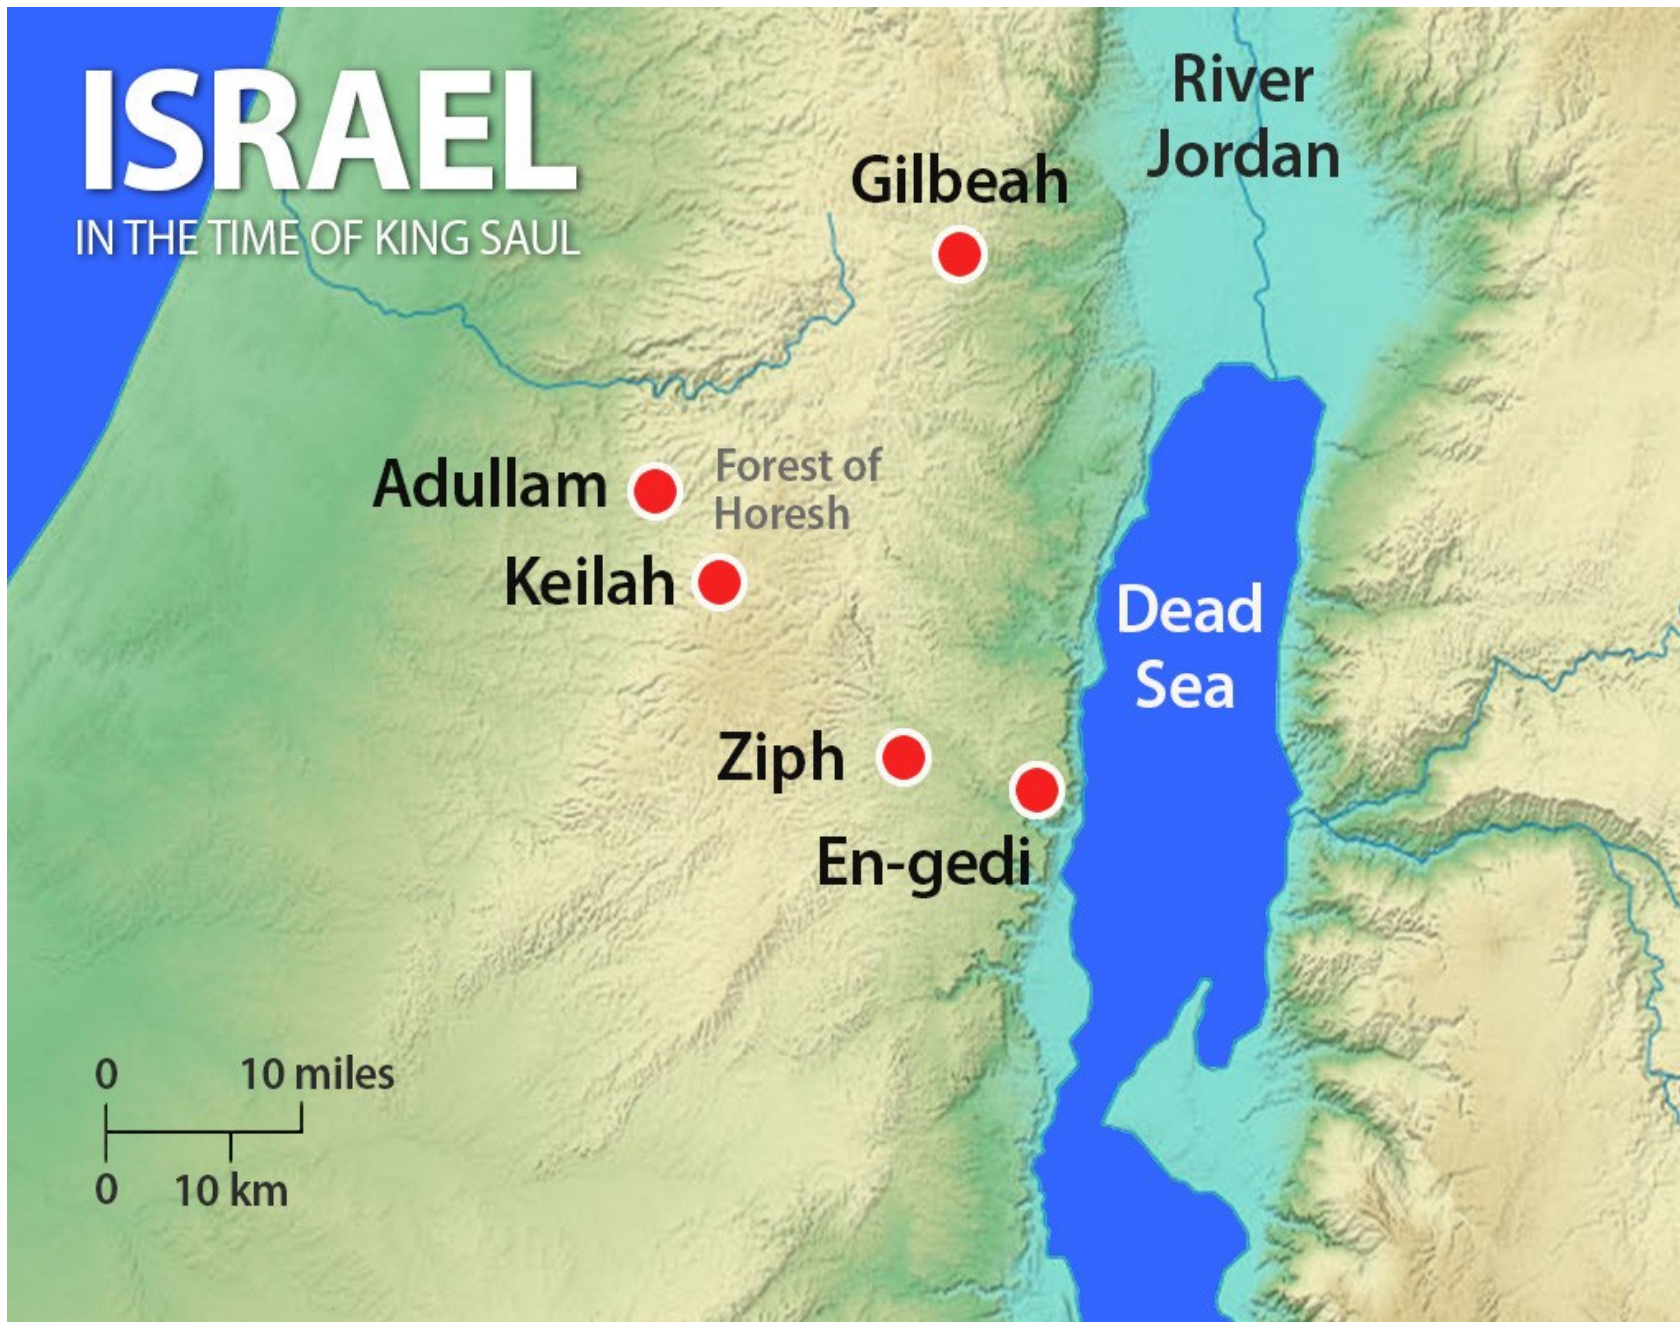 ISRAEL
IN THE TIME OF KING SAUL
River
Jordan
Gilbeah
Adullam
Forest of
Horesh
Keilah
Dead
Sea
Ziph
En-gedi
0 10 miles
0 10 km